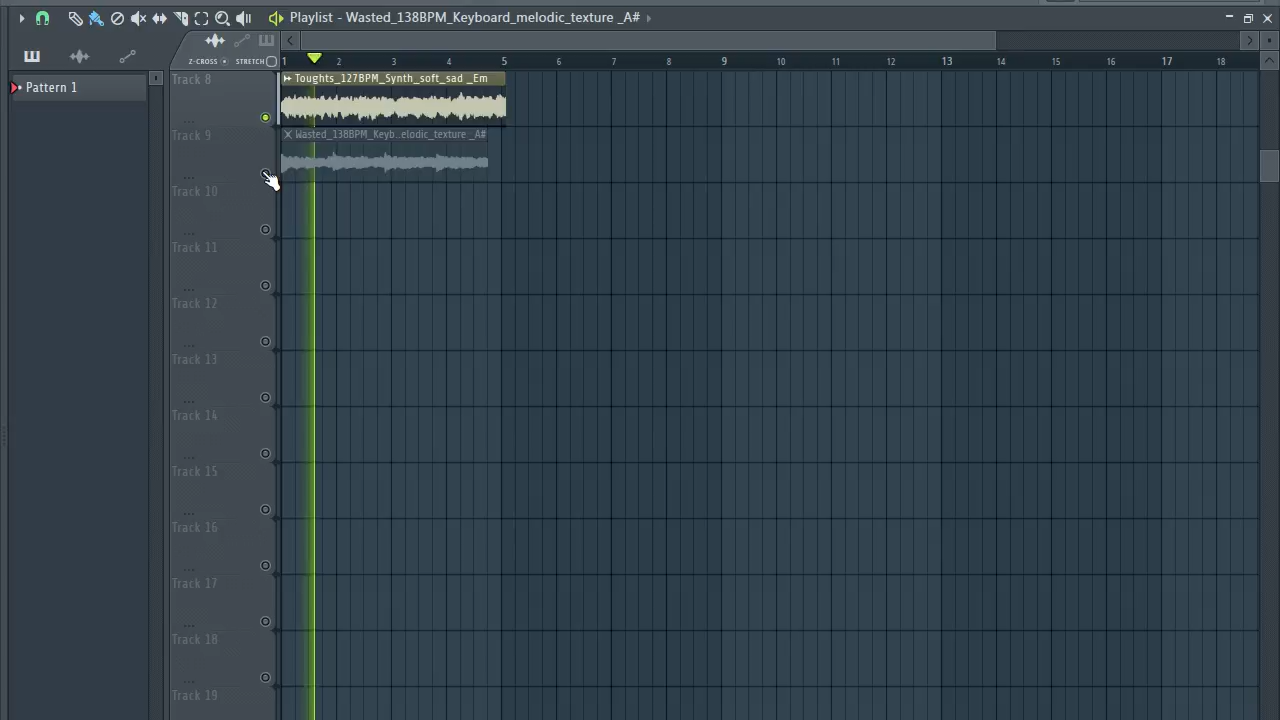 Playlist - Wasted_138BPM_Keyboard_melodic_texture _A#
Z-CROSS STRETCH
1 2 3 4 5 6 7 8 9 10 11 12 13 14 15 16 17 18
Pattern 1
Track 8
Toughts_127BPM_Synth_soft_sad _Em
...
Track 9
Wasted_138BPM_Keyb..elodic_texture _A#
...
Track 10
...
Track 11
...
Track 12
...
Track 13
...
Track 14
...
Track 15
...
Track 16
...
Track 17
...
Track 18
...
Track 19